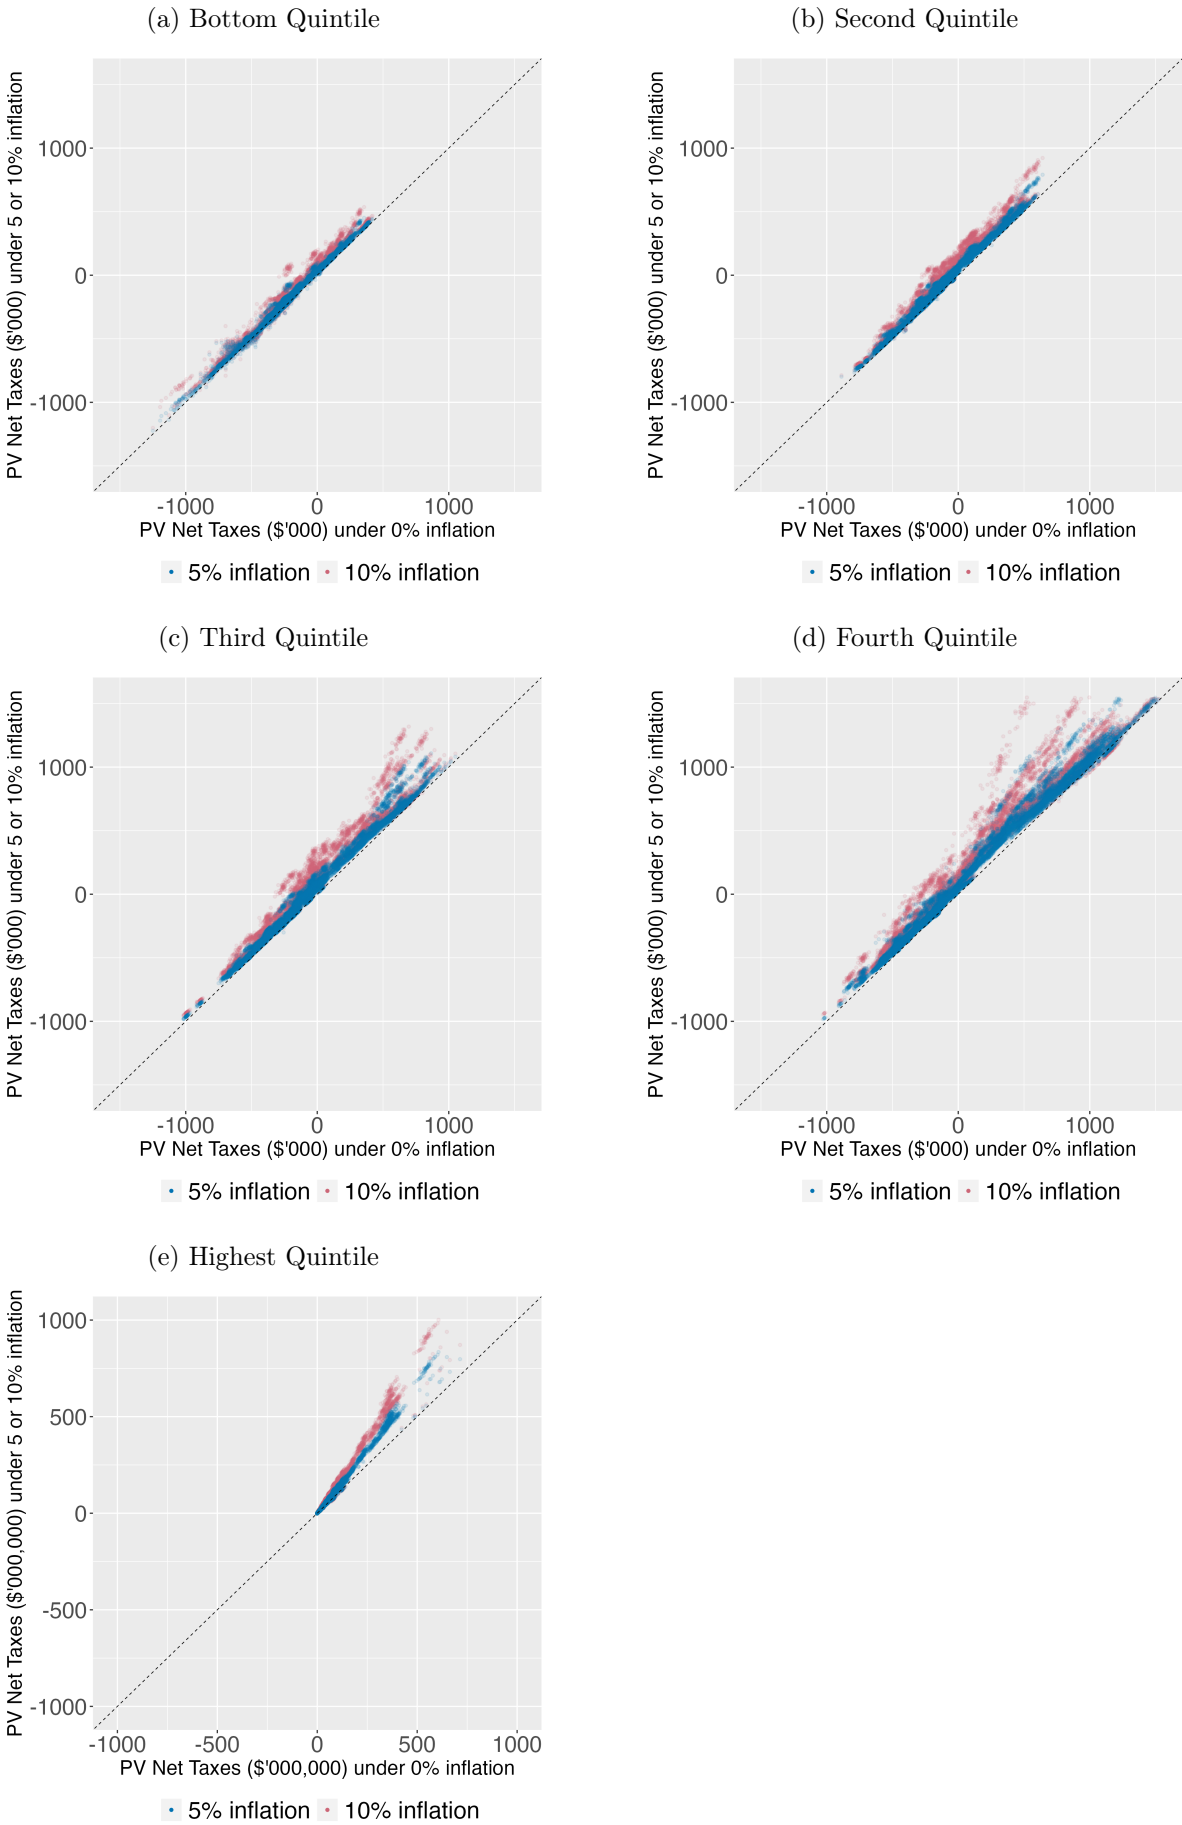 (a) Bottom Quintile
PV Net Taxes ($'000) under 5 or 10% inflation
1000
0
-1000
-1000 0 1000
PV Net Taxes ($'000) under 0% inflation
5% inflation 10% inflation
(b) Second Quintile
PV Net Taxes ($'000) under 5 or 10% inflation
1000
0
-1000
-1000 0 1000
PV Net Taxes ($'000) under 0% inflation
5% inflation 10% inflation
(c) Third Quintile
PV Net Taxes ($'000) under 5 or 10% inflation
1000
0
-1000
-1000 0 1000
PV Net Taxes ($'000) under 0% inflation
5% inflation 10% inflation
(d) Fourth Quintile
PV Net Taxes ($'000) under 5 or 10% inflation
1000
0
-1000
-1000 0 1000
PV Net Taxes ($'000) under 0% inflation
5% inflation 10% inflation
(e) Highest Quintile
PV Net Taxes ($'000,000) under 5 or 10% inflation
1000
500
0
-500
-1000
-1000 -500 0 500 1000
PV Net Taxes ($'000,000) under 0% inflation
5% inflation 10% inflation